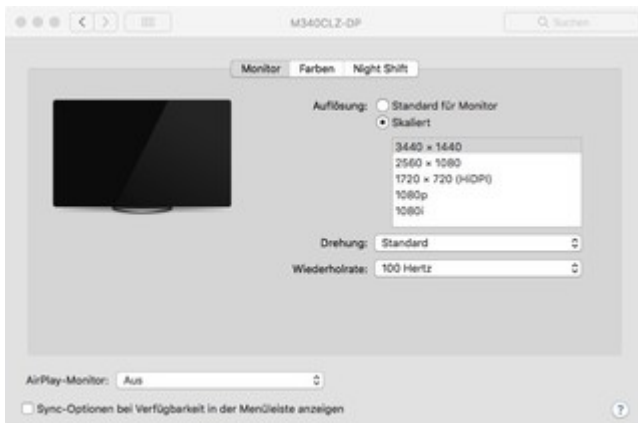 M340CLZ-DP
Suchen
Monitor Farben Night Shift
Auflösung: Standard für Monitor
Skaliert
3440 × 1440
2560 × 1080
1720 × 720 (HiDPI)
1080p
1080i
Drehung: Standard
Wiederholrate: 100 Hertz
AirPlay-Monitor: Aus
Sync-Optionen bei Verfügbarkeit in der Menüleiste anzeigen
?